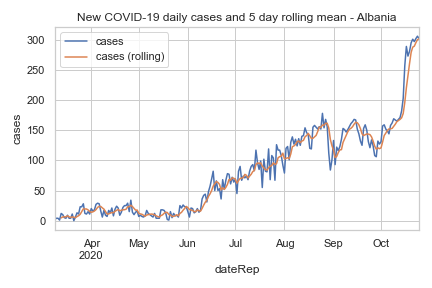 New COVID-19 daily cases and 5 day rolling mean - Albania
cases
cases (rolling)
300
250
200
150
100
50
0
cases
Apr
2020
May
Jun
Jul
Aug
Sep
Oct
dateRep